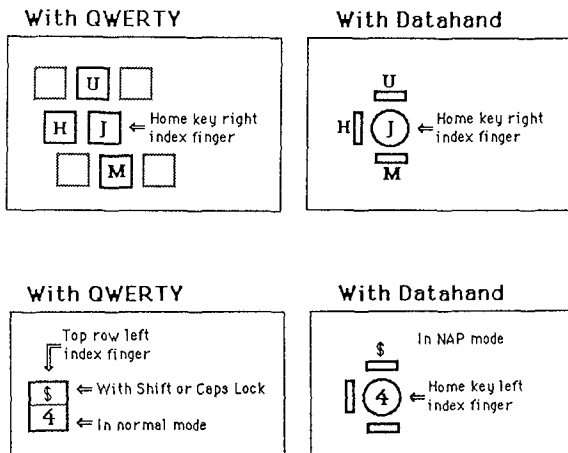 With QWERTY
U
H J ⇐ Home key right
index finger
M
With Datahand
U
H J ⇐ Home key right
index finger
M
With QWERTY
Top row left
index finger
$ ⇐ With Shift or Caps Lock
4 ⇐ In normal mode
With Datahand
$ In NAP mode
4 ⇐ Home key left
index finger